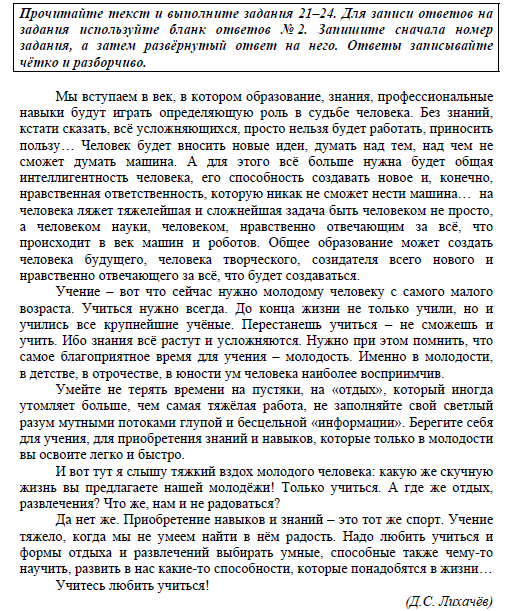 Прочитайте текст и выполните задания 21–24. Для записи ответов на
задания используйте бланк ответов № 2. Запишите сначала номер
задания, а затем развёрнутый ответ на него. Ответы записывайте
чётко и разборчиво.
Мы вступаем в век, в котором образование, знания, профессиональные
навыки будут играть определяющую роль в судьбе человека. Без знаний,
кстати сказать, всё усложняющихся, просто нельзя будет работать, приносить
пользу… Человек будет вносить новые идеи, думать над тем, над чем не
сможет думать машина. А для этого всё больше нужна будет общая
интеллигентность человека, его способность создавать новое и, конечно,
нравственная ответственность, которую никак не сможет нести машина… на
человека ляжет тяжелейшая и сложнейшая задача быть человеком не просто,
а человеком науки, человеком, нравственно отвечающим за всё, что
происходит в век машин и роботов. Общее образование может создать
человека будущего, человека творческого, созидателя всего нового и
нравственно отвечающего за всё, что будет создаваться.
Учение – вот что сейчас нужно молодому человеку с самого малого
возраста. Учиться нужно всегда. До конца жизни не только учили, но и
учились все крупнейшие учёные. Перестанешь учиться – не сможешь и
учить. Ибо знания всё растут и усложняются. Нужно при этом помнить, что
самое благоприятное время для учения – молодость. Именно в молодости,
в детстве, в отрочестве, в юности ум человека наиболее восприимчив.
Умейте не терять времени на пустяки, на «отдых», который иногда
утомляет больше, чем самая тяжёлая работа, не заполняйте свой светлый
разум мутными потоками глупой и бесцельной «информации». Берегите себя
для учения, для приобретения знаний и навыков, которые только в молодости
вы освоите легко и быстро.
И вот тут я слышу тяжкий вздох молодого человека: какую же скучную
жизнь вы предлагаете нашей молодёжи! Только учиться. А где же отдых,
развлечения? Что же, нам и не радоваться?
Да нет же. Приобретение навыков и знаний – это тот же спорт. Учение
тяжело, когда мы не умеем найти в нём радость. Надо любить учиться и
формы отдыха и развлечений выбирать умные, способные также чему-то
научить, развить в нас какие-то способности, которые понадобятся в жизни…
Учитесь любить учиться!
(Д.С. Лихачёв)